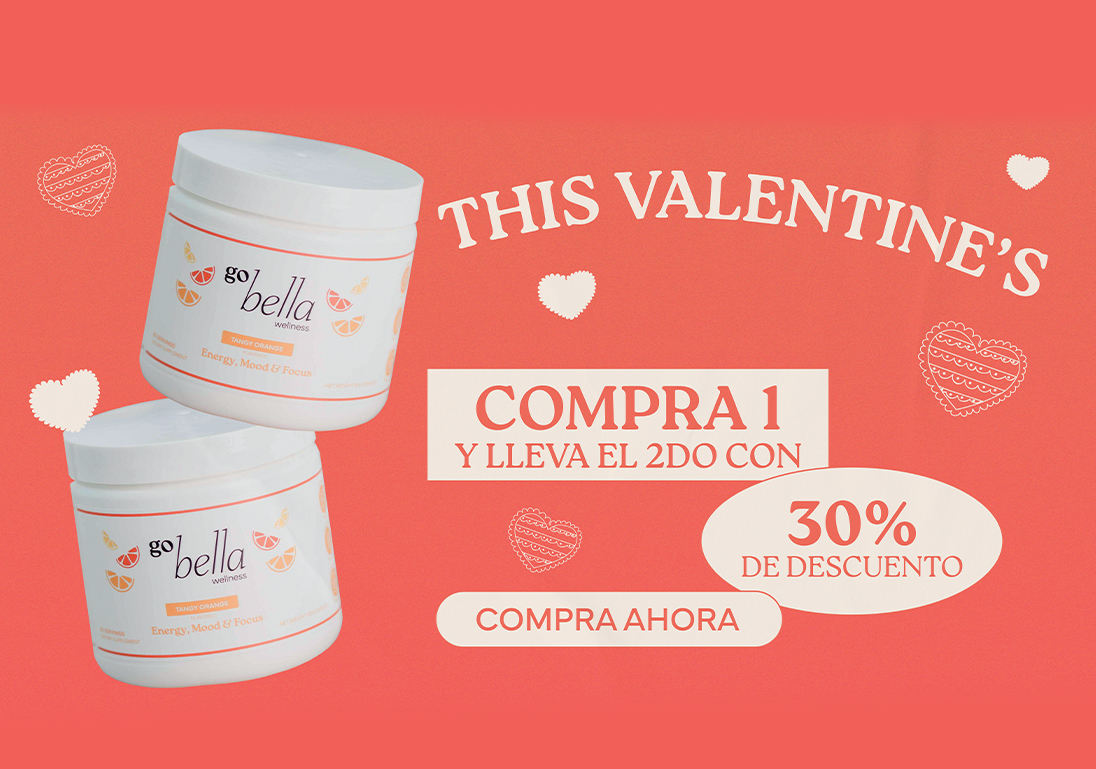 THIS VALENTINE'S
go
bella
wellness
TANGY ORANGE
Energy, Mood & Focus
COMPRA 1
Y LLEVA EL 2DO CON
30%
DE DESCUENTO
go
bella
wellness
TANGY ORANGE
Energy, Mood & Focus
COMPRA AHORA